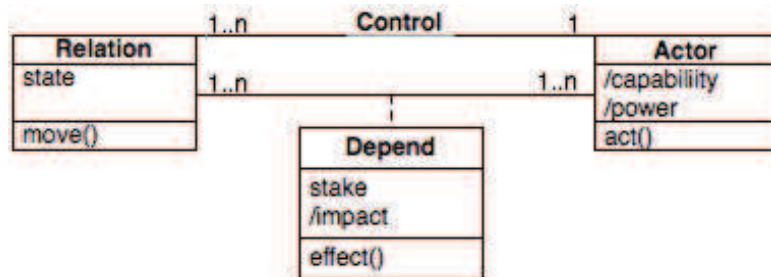 1..n Control 1
Relation
state
move()
1..n 1..n
Actor
/capabiliity
/power
act()
Depend
stake
/impact
effect()